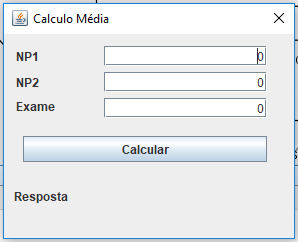 Calculo Média
NP1 0
NP2 0
Exame 0
Calcular
Resposta